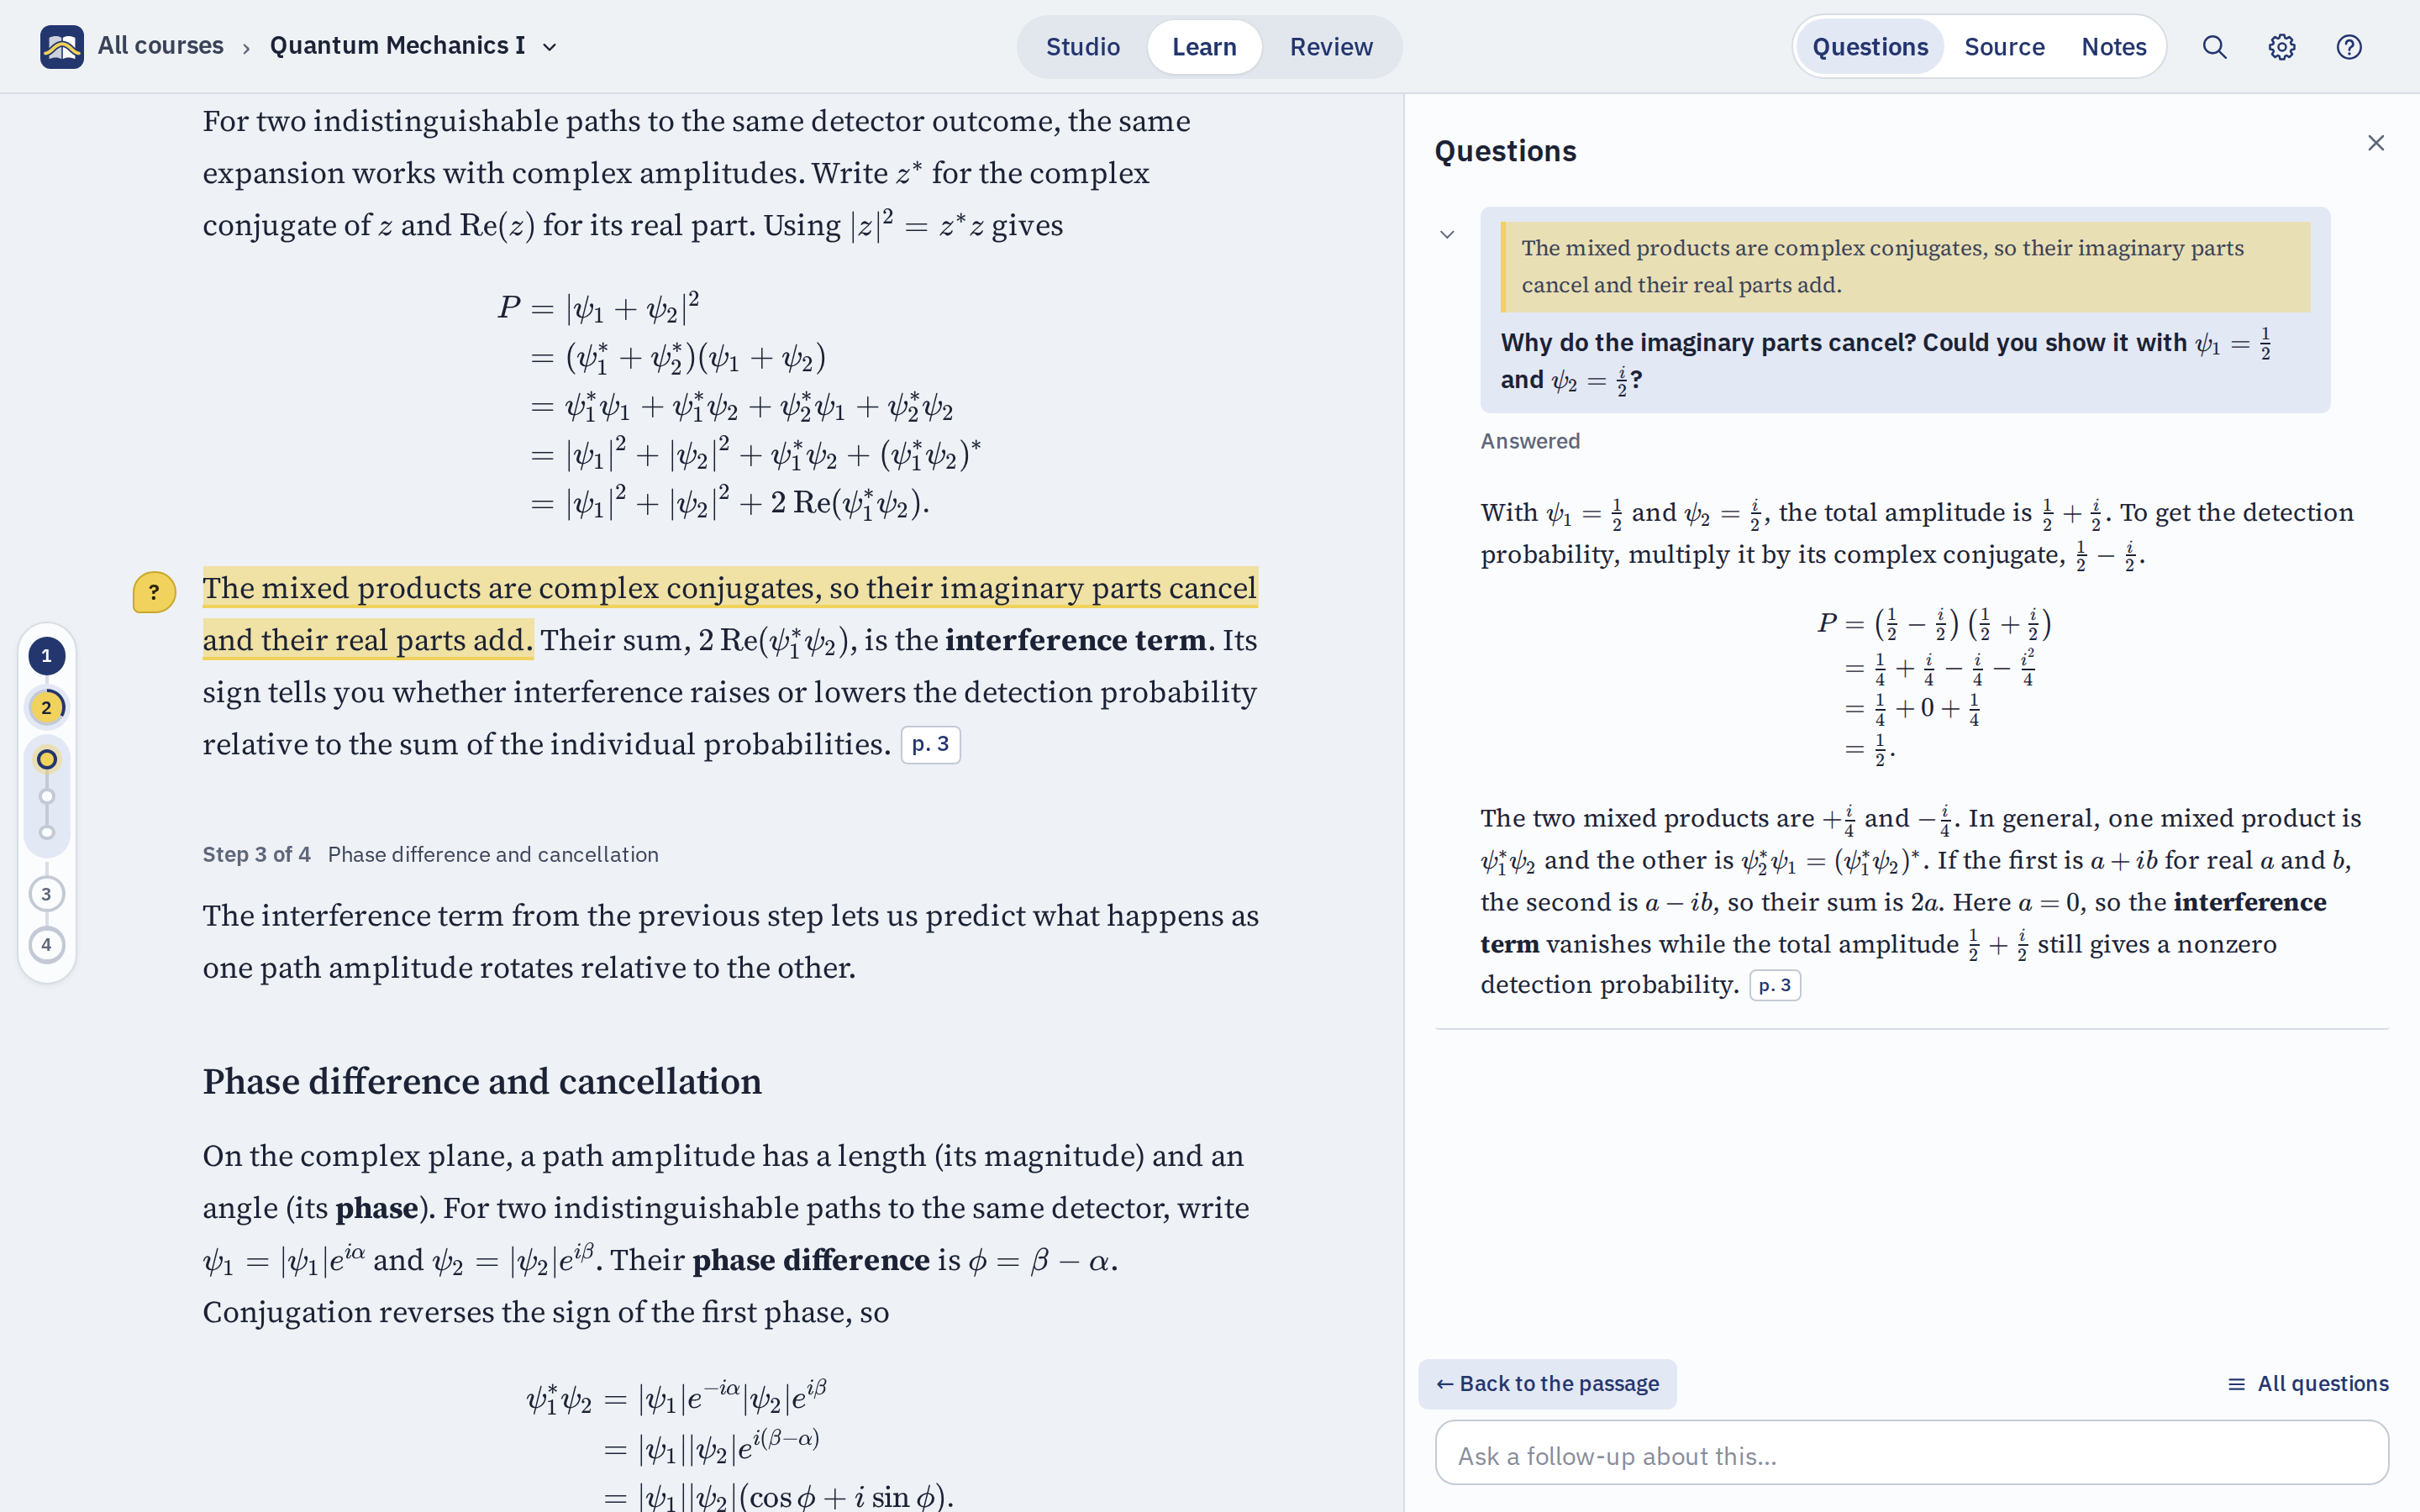 All courses › Quantum Mechanics I
Studio Learn Review
Questions Source Notes
For two indistinguishable paths to the same detector outcome, the same
expansion works with complex amplitudes. Write z* for the complex
conjugate of z and Re(z) for its real part. Using |z|² = z*z gives
P = |ψ₁ + ψ₂|²
= (ψ₁* + ψ₂*)(ψ₁ + ψ₂)
= ψ₁*ψ₁ + ψ₁*ψ₂ + ψ₂*ψ₁ + ψ₂*ψ₂
= |ψ₁|² + |ψ₂|² + ψ₁*ψ₂ + (ψ₁*ψ₂)*
= |ψ₁|² + |ψ₂|² + 2 Re(ψ₁*ψ₂).
?
The mixed products are complex conjugates, so their imaginary parts cancel
and their real parts add. Their sum, 2 Re(ψ₁*ψ₂), is the interference term. Its
sign tells you whether interference raises or lowers the detection probability
relative to the sum of the individual probabilities. p. 3
1
2
3
4
Step 3 of 4 Phase difference and cancellation
The interference term from the previous step lets us predict what happens as
one path amplitude rotates relative to the other.
Phase difference and cancellation
On the complex plane, a path amplitude has a length (its magnitude) and an
angle (its phase). For two indistinguishable paths to the same detector, write
ψ₁ = |ψ₁|e^{iα} and ψ₂ = |ψ₂|e^{iβ}. Their phase difference is ϕ = β − α.
Conjugation reverses the sign of the first phase, so
ψ₁*ψ₂ = |ψ₁|e^{−iα}|ψ₂|e^{iβ}
= |ψ₁||ψ₂|e^{i(β−α)}
= |ψ₁||ψ₂|(cos ϕ + i sin ϕ).
Questions
The mixed products are complex conjugates, so their imaginary parts
cancel and their real parts add.
Why do the imaginary parts cancel? Could you show it with ψ₁ = 1/2
and ψ₂ = i/2?
Answered
With ψ₁ = 1/2 and ψ₂ = i/2, the total amplitude is 1/2 + i/2. To get the detection
probability, multiply it by its complex conjugate, 1/2 − i/2.
P = (1/2 − i/2) (1/2 + i/2)
= 1/4 + i/4 − i/4 − i²/4
= 1/4 + 0 + 1/4
= 1/2.
The two mixed products are +i/4 and −i/4. In general, one mixed product is
ψ₁*ψ₂ and the other is ψ₂*ψ₁ = (ψ₁*ψ₂)*. If the first is a + ib for real a and b,
the second is a − ib, so their sum is 2a. Here a = 0, so the interference
term vanishes while the total amplitude 1/2 + i/2 still gives a nonzero
detection probability. p. 3
← Back to the passage
All questions
Ask a follow-up about this...